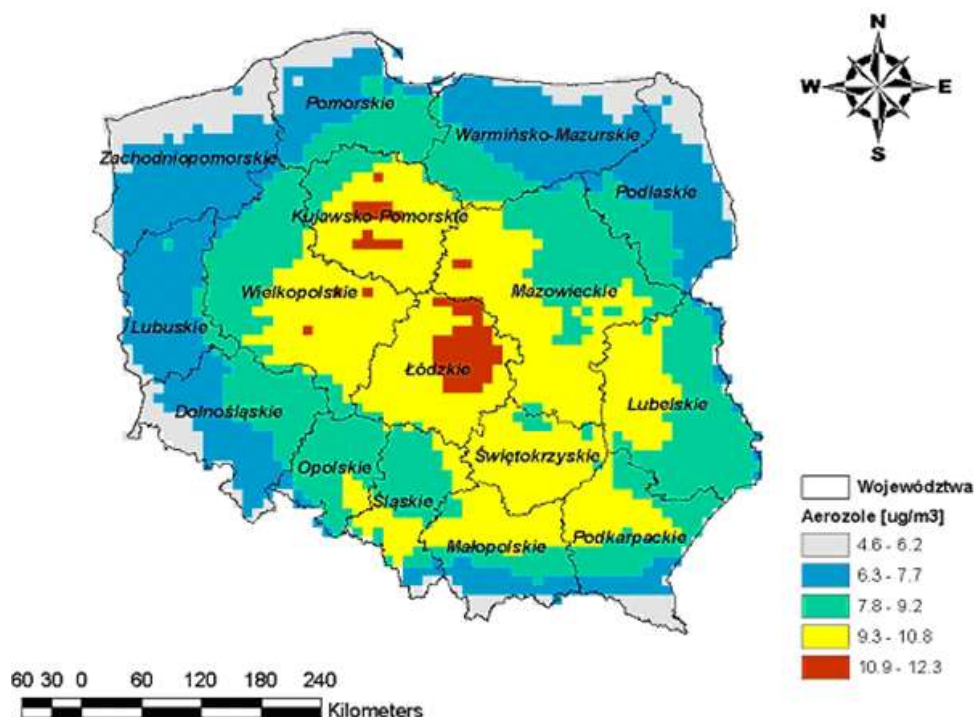 N
W E
S
Pomorskie
Warmińsko-Mazurskie
Zachodniopomorskie
Podlaskie
Kujawsko-Pomorskie
Wielkopolskie
Mazowieckie
Lubuskie
Łódzkie
Lubelskie
Dolnośląskie
Świętokrzyskie
Opolskie
Śląskie
Małopolskie
Podkarpackie
Województwa
Aerozole [ug/m3]
4.6 - 6.2
6.3 - 7.7
7.8 - 9.2
9.3 - 10.8
10.9 - 12.3
60 30 0 60 120 180 240
Kilometers